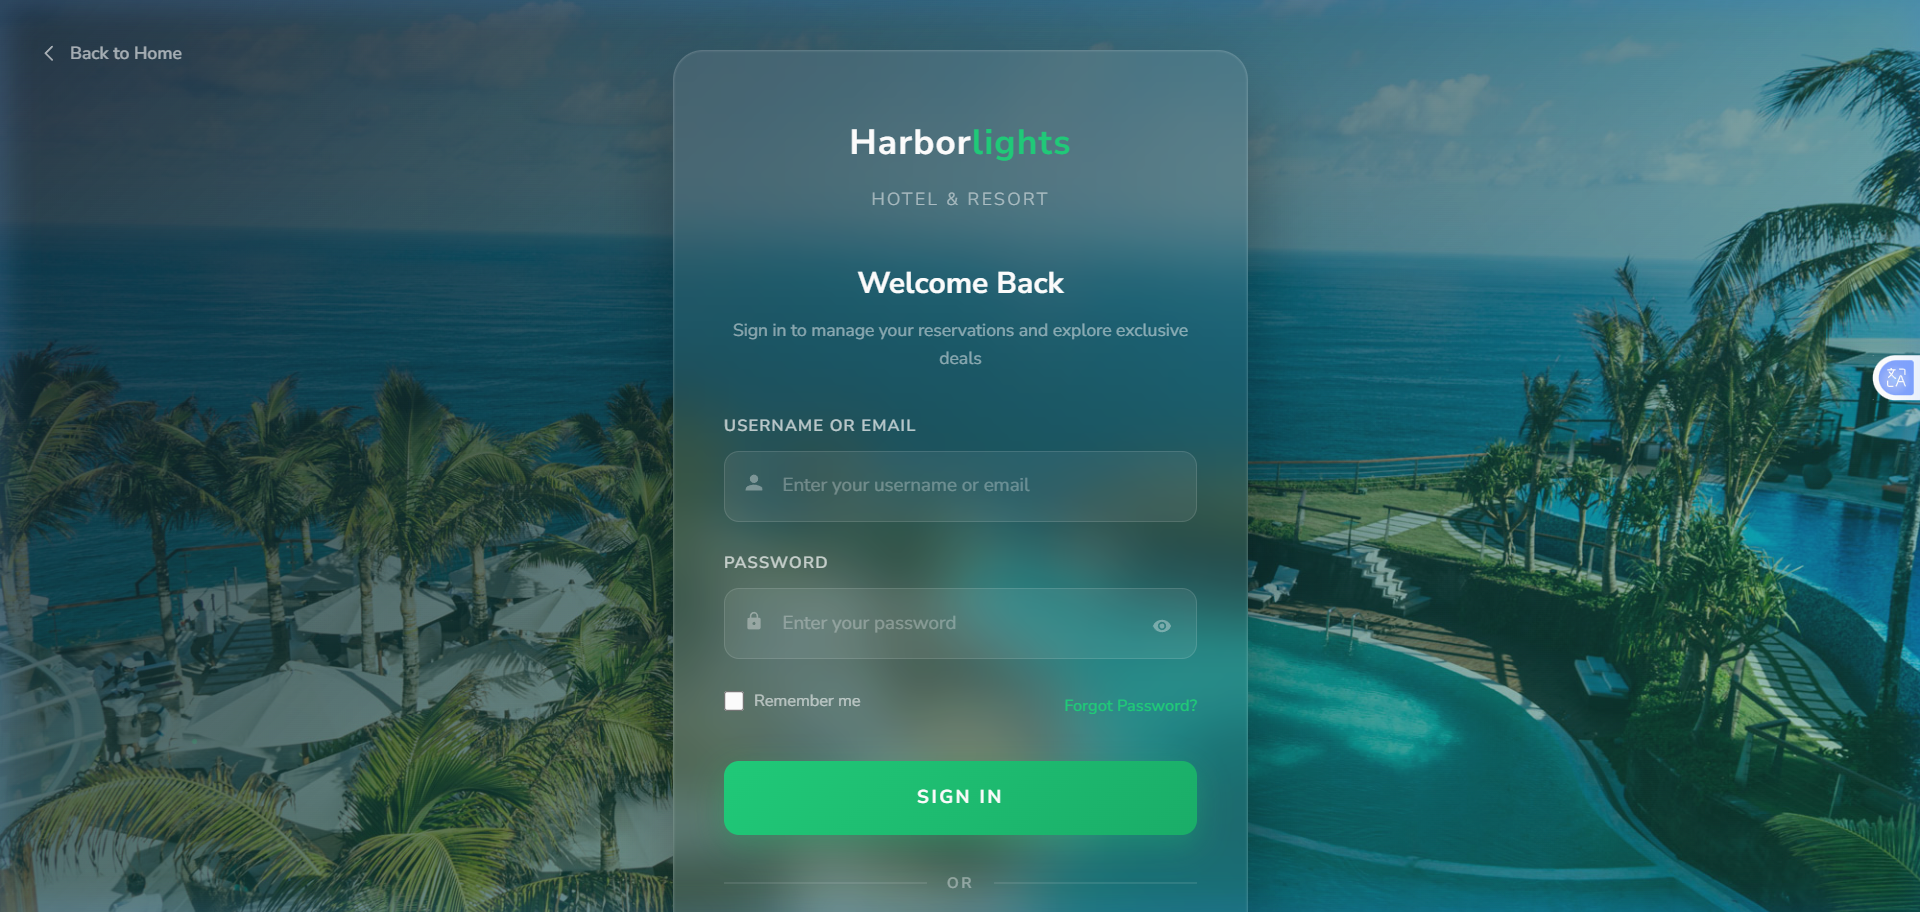 Back to Home
Harborlights
HOTEL & RESORT
Welcome Back
Sign in to manage your reservations and explore exclusive
deals
USERNAME OR EMAIL
Enter your username or email
PASSWORD
Enter your password
Remember me
Forgot Password?
SIGN IN
OR